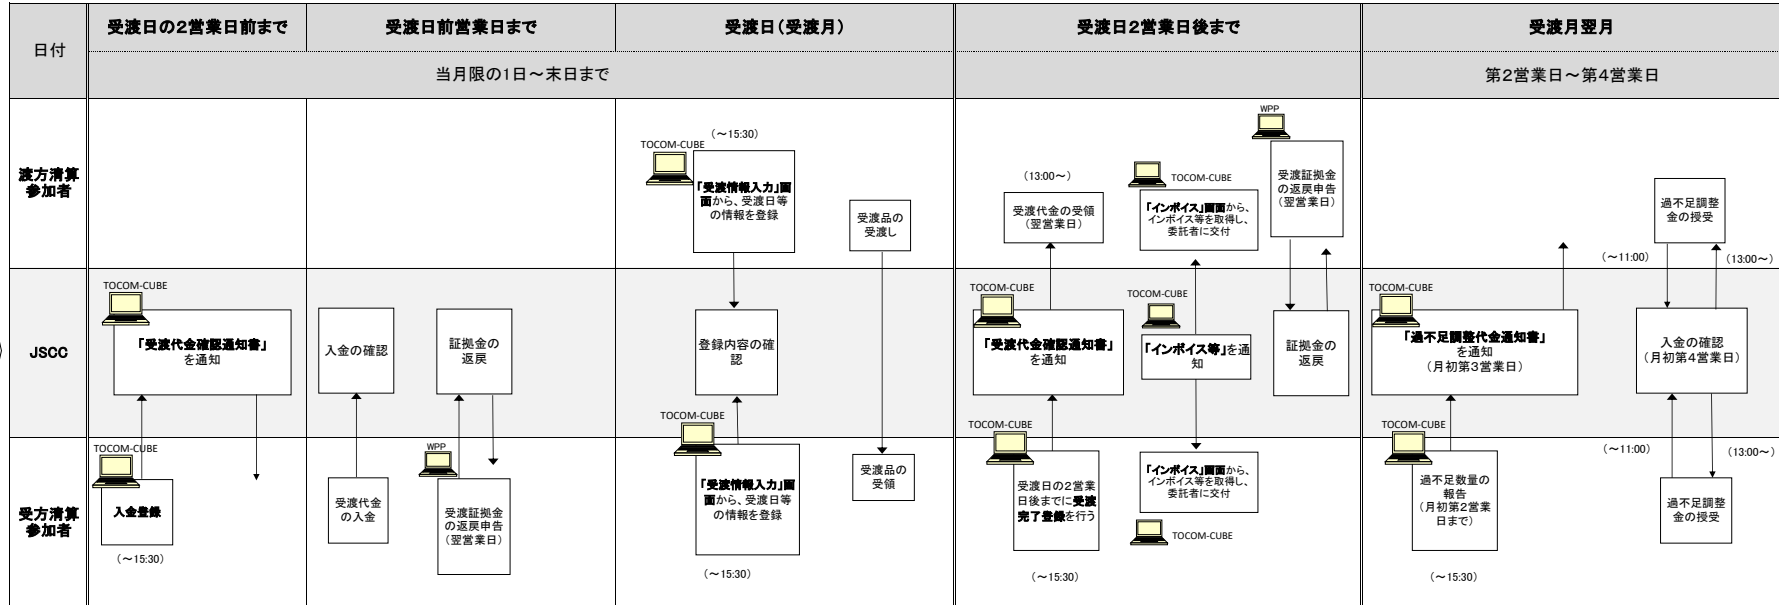 日付
受渡日の2営業日前まで
受渡日前営業日まで
受渡日(受渡月)
受渡日2営業日後まで
受渡月翌月
当月限の1日～末日まで
第2営業日～第4営業日
渡方清算
参加者
TOCOM-CUBE
(～15:30)
「受渡情報入力」画
面から、受渡日等
の情報を登録
受渡品の
受渡し
(13:00～)
受渡代金の受領
(翌営業日)
TOCOM-CUBE
「インボイス」画面から、
インボイス等を取得し、
委託者に交付
WPP
受渡証拠金
の返戻申告
(翌営業日)
過不足調整
金の授受
(～11:00)
(13:00～)
JSCC
TOCOM-CUBE
「受渡代金確認通知書」
を通知
入金の確認
証拠金の
返戻
登録内容の確
認
TOCOM-CUBE
「受渡代金確認通知書」
を通知
TOCOM-CUBE
「インボイス等」を通
知
証拠金の
返戻
TOCOM-CUBE
「過不足調整代金通知書」
を通知
(月初第3営業日)
入金の確認
(月初第4営業日)
受方清算
参加者
TOCOM-CUBE
入金登録
(～15:30)
受渡代金
の入金
WPP
受渡証拠金
の返戻申告
(翌営業日)
TOCOM-CUBE
「受渡情報入力」画
面から、受渡日等
の情報を登録
(～15:30)
受渡品の
受領
TOCOM-CUBE
受渡日の2営業
日後までに受渡
完了登録を行う
(～15:30)
「インボイス」画面から、
インボイス等を取得し、
委託者に交付
TOCOM-CUBE
TOCOM-CUBE
過不足数量の
報告
(月初第2営業
日まで)
(～15:30)
(～11:00)
(13:00～)
過不足調整
金の授受